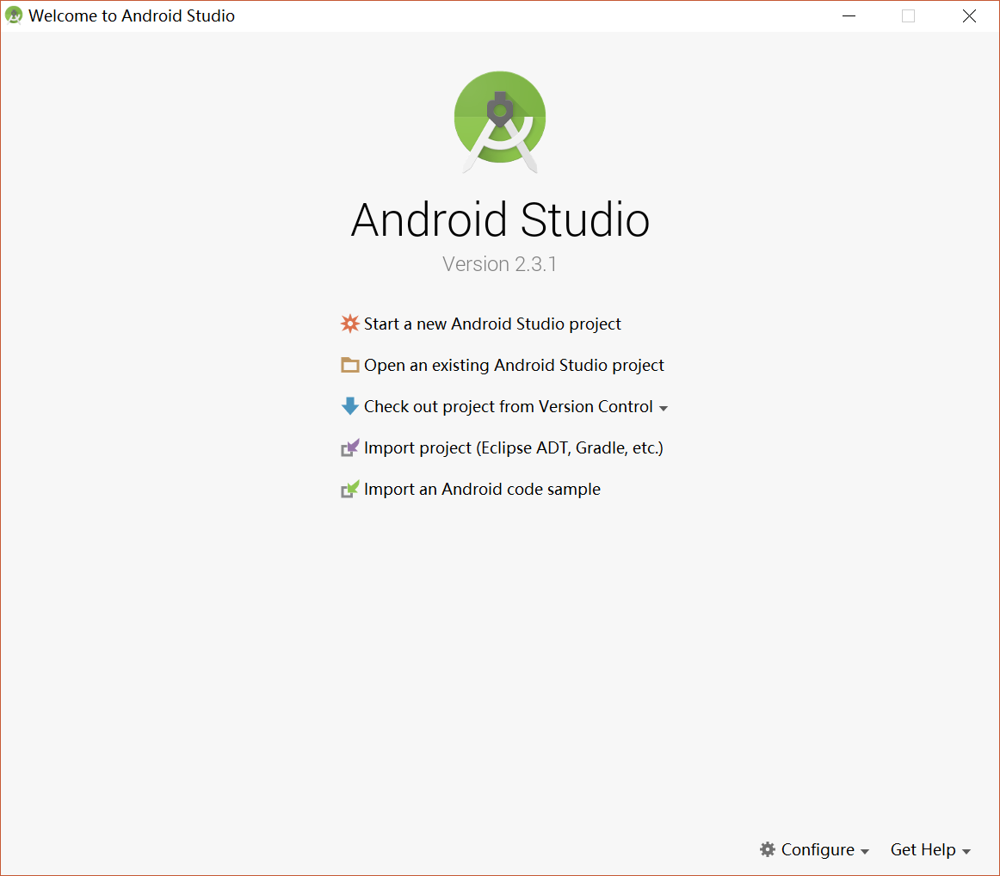 Welcome to Android Studio
Android Studio
Version 2.3.1
Start a new Android Studio project
Open an existing Android Studio project
Check out project from Version Control
Import project (Eclipse ADT, Gradle, etc.)
Import an Android code sample
Configure Get Help